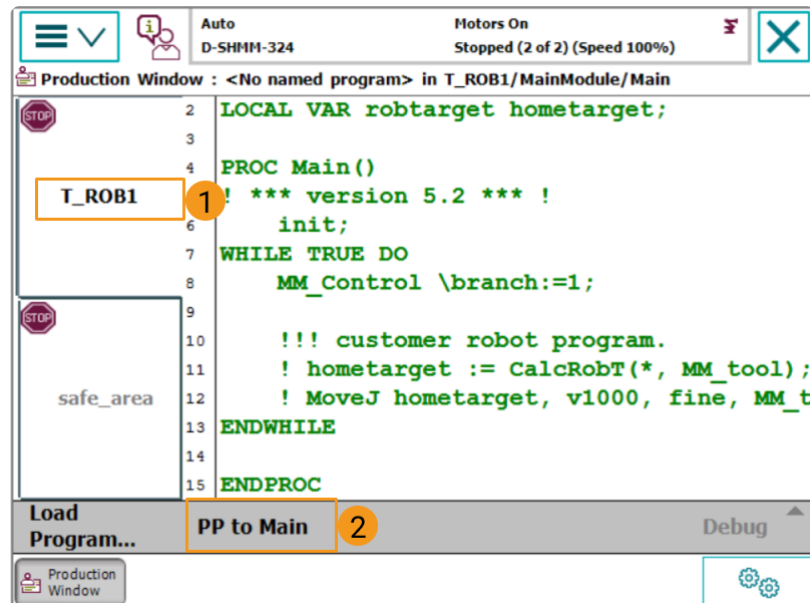 Auto
Motors On
D-SHMM-324
Stopped (2 of 2) (Speed 100%)
Production Window : <No named program> in T_ROB1/MainModule/Main
STOP
T_ROB1
1
2 LOCAL VAR robtarget hometarget;
3
4 PROC Main()
! *** version 5.2 *** !
6 init;
7 WHILE TRUE DO
8 MM_Control \branch:=1;
9
10 !!! customer robot program.
11 ! hometarget := CalcRobT(*, MM_tool);
12 ! MoveJ hometarget, v1000, fine, MM_t
13 ENDWHILE
14
15 ENDPROC
STOP
safe_area
Load
Program...
PP to Main
2
Debug
Production
Window